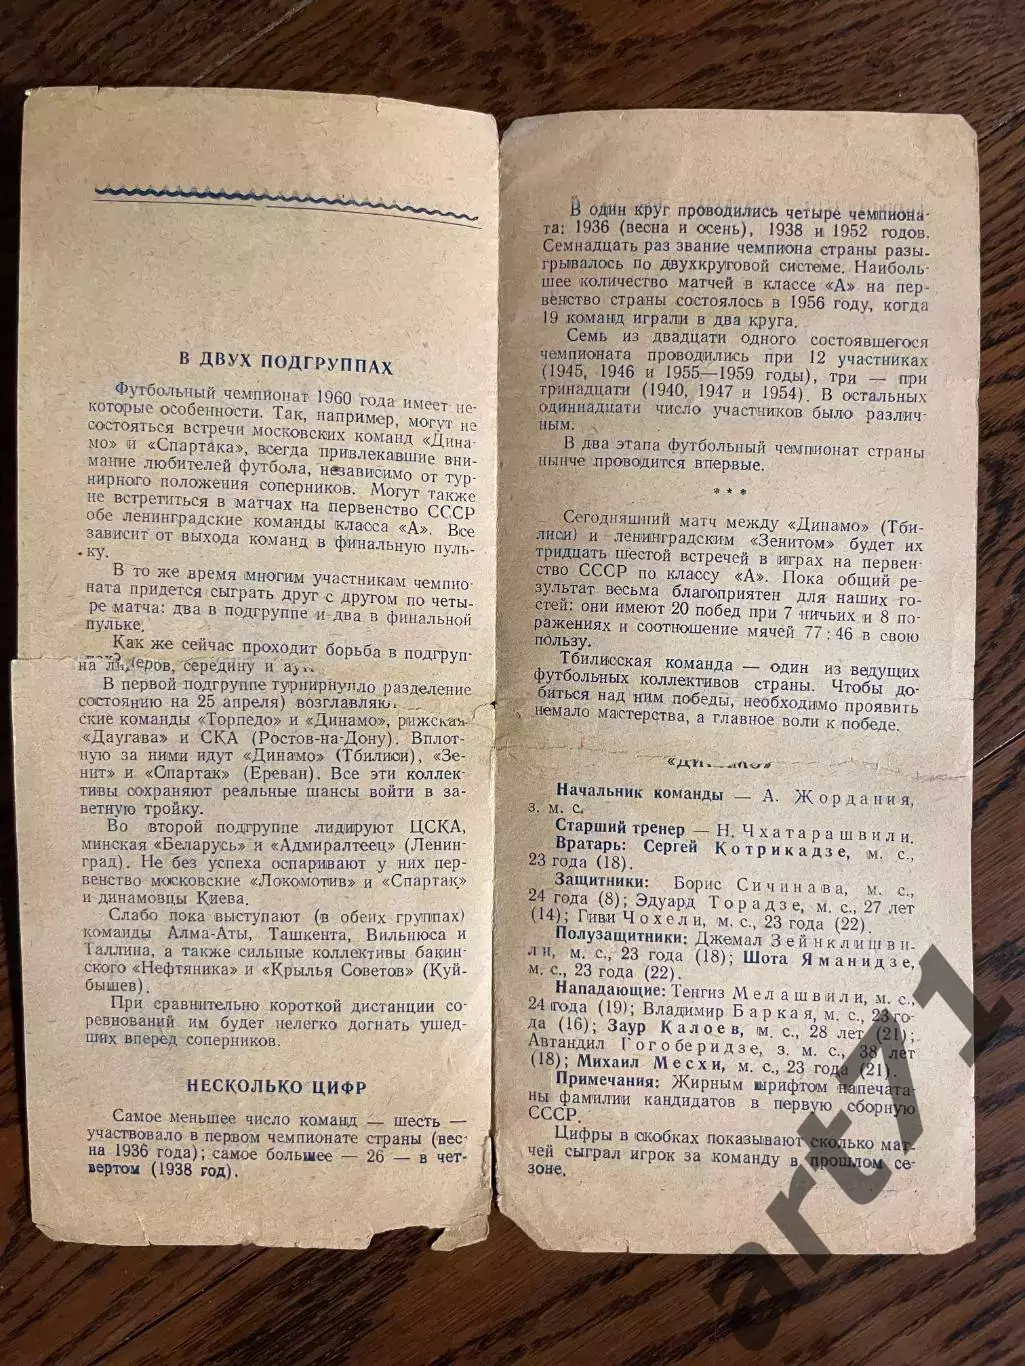 В ДВУХ ПОДГРУППАХ
Футбольный чемпионат 1960 года имеет не-
которые особенности. Так, например, могут не
состояться встречи московских команд «Дина-
мо» и «Спартака», всегда привлекавшие вни-
мание любителей футбола, независимо от тур-
нирного положения соперников. Могут также
не встретиться в матчах на первенство СССР
обе ленинградские команды класса «А». Все
зависит от выхода команд в финальную пуль-
ку.
В то же время многим участникам чемпио-
ната придется сыграть друг с другом по четы-
ре матча: два в подгруппе и два в финальной
пульке.
Как же сейчас проходит борьба в подгруп-
на лидеров, середину и
В первой подгруппе турнирную разделение
состоянию на 25 апреля) возглавляю
ские команды «Торпедо» и «Динамо», рижская
«Даугава» и СКА (Ростов-на-Дону). Вплот-
ную за ними идут «Динамо» (Тбилиси), «Зе-
нит» и «Спартак» (Ереван). Все эти коллек-
тивы сохраняют реальные шансы войти в за-
ветную тройку.
Во второй подгруппе лидируют ЦСКА,
минская «Беларусь» и «Адмиралтеец» (Ленин-
град). Не без успеха оспаривают у них пер-
венство московские «Локомотив» и «Спартак»
и динамовцы Киева.
Слабо пока выступают (в обеих группах)
команды Алма-Аты, Ташкента, Вильнюса и
Таллина, а также сильные коллективы бакин-
ского «Нефтяника» и «Крылья Советов» (Куй-
бышев).
При сравнительно короткой дистанции со-
ревнований им будет нелегко догнать ушед-
ших вперед соперников.
НЕСКОЛЬКО ЦИФР
Самое меньшее число команд — шесть —
участвовало в первом чемпионате страны (вес-
на 1936 года); самое большее — 26 — в чет-
вертом (1938 год).
В один круг проводились четыре чемпиона-
та: 1936 (весна и осень), 1938 и 1952 годов.
Семнадцать раз звание чемпиона страны разы-
грывалось по двухкруговой системе. Наиболь-
шее количество матчей в классе «А» на пер-
венство страны состоялось в 1956 году, когда
19 команд играли в два круга.
Семь из двадцати одного состоявшегося
чемпионата проводились при 12 участниках
(1945, 1946 и 1955—1959 годы), три — при
тринадцати (1940, 1947 и 1954). В остальных
одиннадцати число участников было различ-
ным.
В два этапа футбольный чемпионат страны
нынче проводится впервые.
***
Сегодняшний матч между «Динамо» (Тби-
лиси) и ленинградским «Зенитом» будет их
тридцать шестой встречей в играх на первен-
ство СССР по классу «А». Пока общий ре-
зультат весьма благоприятен для наших го-
стей: они имеют 20 побед при 7 ничьих и 8 по-
ражениях и соотношение мячей 77:46 в свою
пользу.
Тбилисская команда — один из ведущих
футбольных коллективов страны. Чтобы до-
биться над ним победы, необходимо проявить
немало мастерства, а главное воли к победе.
«ДИНАМО»
Начальник команды — А. Жордания,
з. м. с.
Старший тренер — Н. Чхатарашвили.
Вратарь: Сергей Котрикадзе, м. с.,
23 года (18).
Защитники: Борис Сичинава, м. с.,
24 года (8); Эдуард Торадзе, м. с., 27 лет
(14); Гиви Чохели, м. с., 23 года (22).
Полузащитники: Джемал Зейнклишви-
ли, м. с., 23 года (18); Шота Яманидзе,
м. с., 23 года (22).
Нападающие: Тенгиз Мелашвили, м. с.,
24 года (19); Владимир Баркая, м. с., 23 го-
да (16); Заур Калоев, м. с., 28 лет (21);
Автандил Гогоберидзе, з. м. с., 38 лет
(18); Михаил Месхи, м. с., 23 года (21).
Примечания: Жирным шрифтом напечата-
ны фамилии кандидатов в первую сборную
СССР.
Цифры в скобках показывают сколько мат-
чей сыграл игрок за команду в прошлом се-
зоне.
art71